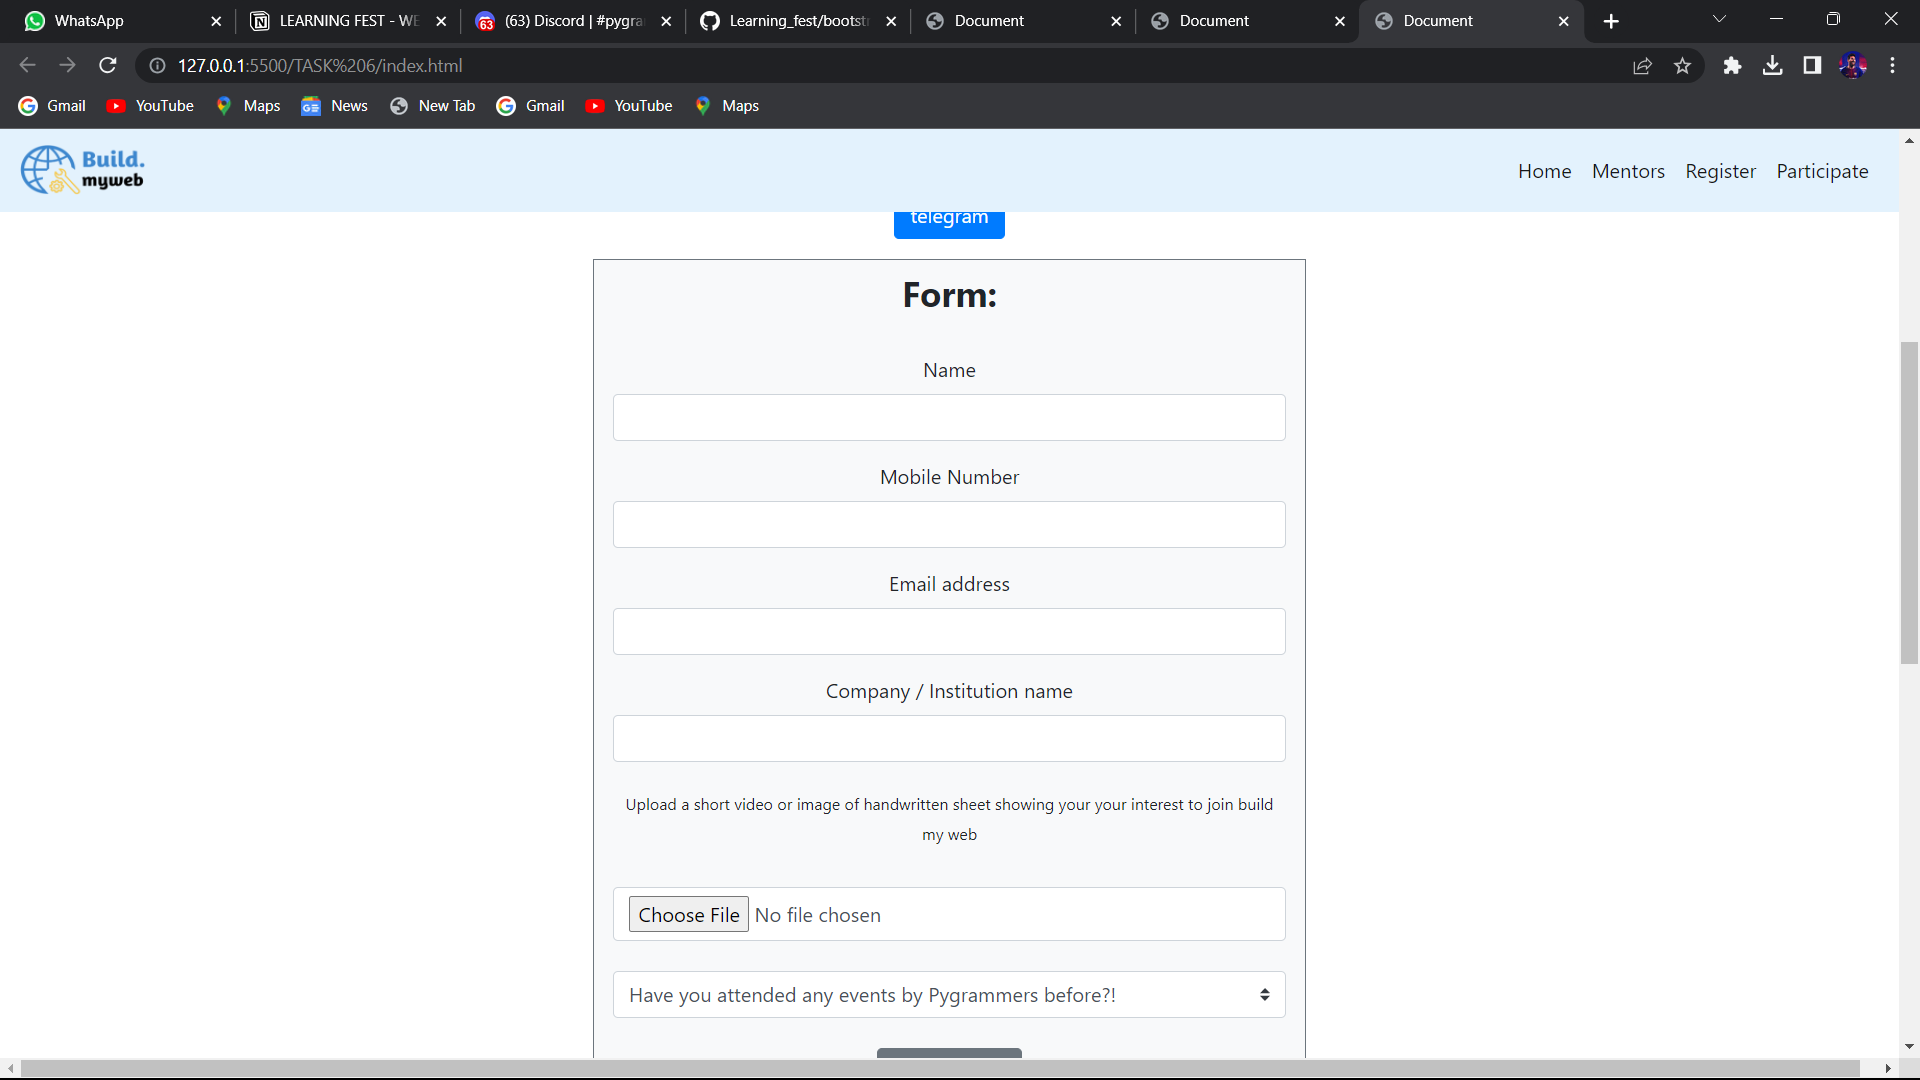 WhatsApp
LEARNING FEST - WE
63
(63) Discord | #pygra
Learning_fest/bootst
Document
Document
Document
127.0.0.1:5500/TASK%206/index.html
Gmail
YouTube
Maps
News
New Tab
Gmail
YouTube
Maps
Build.
myweb
Home
Mentors
Register
Participate
telegram
Form:
Name
Mobile Number
Email address
Company / Institution name
Upload a short video or image of handwritten sheet showing your your interest to join build
my web
Choose File No file chosen
Have you attended any events by Pygrammers before?!